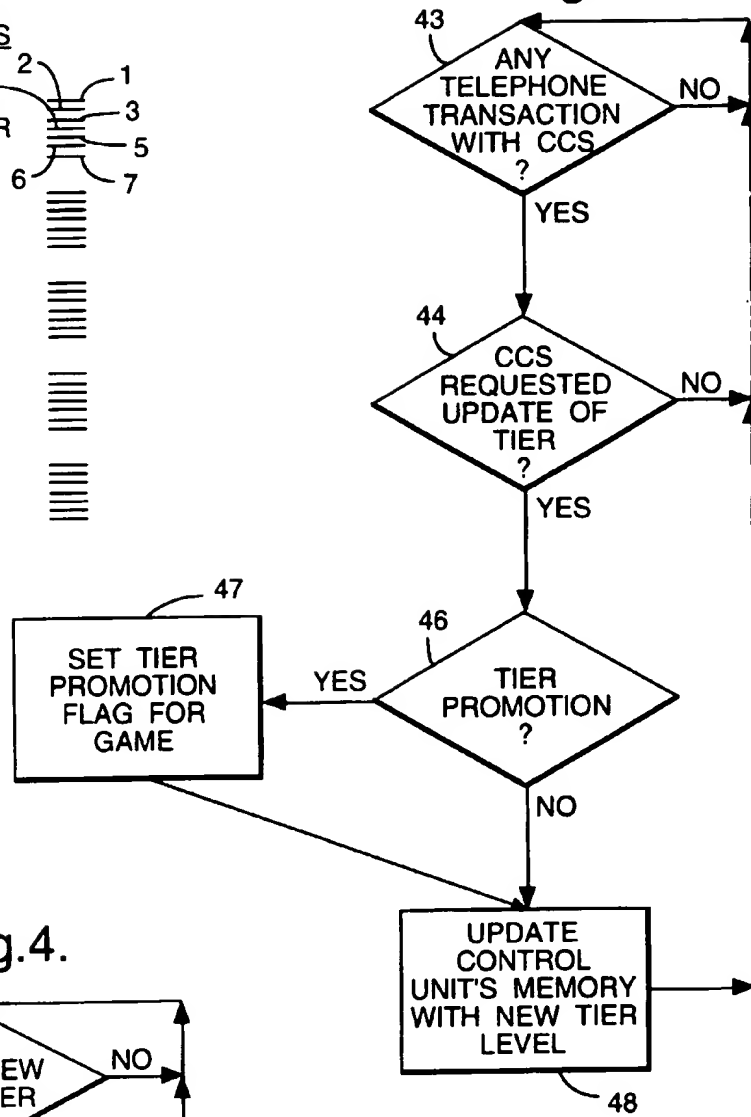 43
ANY
TELEPHONE
TRANSACTION
WITH CCS
?
NO
YES
S
2
1
3
R
5
6
7
44
CCS
REQUESTED
UPDATE OF
TIER
?
NO
YES
47
SET TIER
PROMOTION
FLAG FOR
GAME
46
YES
TIER
PROMOTION
?
NO
g.4.
UPDATE
CONTROL
UNIT'S MEMORY
WITH NEW TIER
LEVEL
48
NO
EW
ER